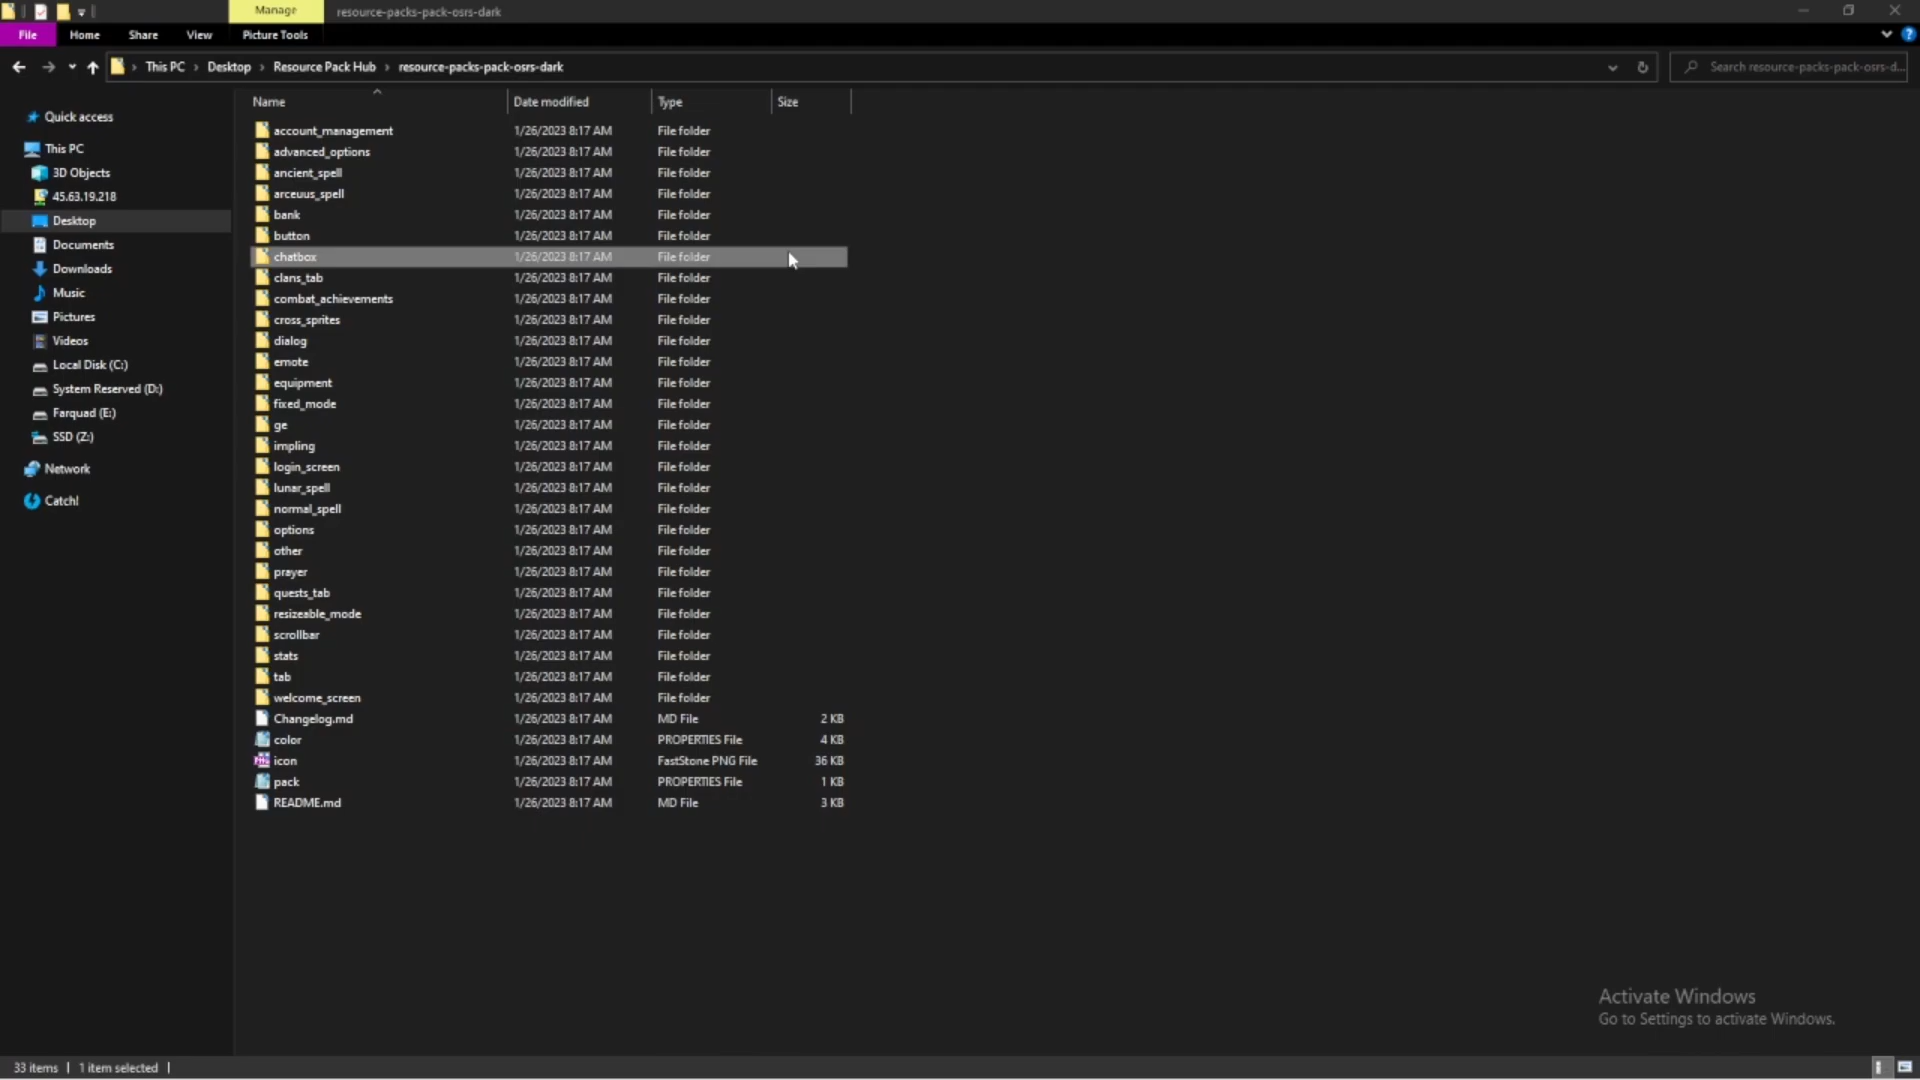 Manage resource-packs-pack-osrs-dark
File Home Share View Picture Tools
This PC Desktop Resource Pack Hub resource-packs-pack-osrs-dark Search resource-packs-pack-osrs-d...
Name Date modified Type Size
Quick access
This PC
3D Objects
45.63.19.218
Desktop
Documents
Downloads
Music
Pictures
Videos
Local Disk (C:)
System Reserved (D:)
Farquad (E:)
SSD (Z:)
Network
Catch!
account_management 1/26/2023 8:17 AM File folder
advanced_options 1/26/2023 8:17 AM File folder
ancient_spell 1/26/2023 8:17 AM File folder
arceuus_spell 1/26/2023 8:17 AM File folder
bank 1/26/2023 8:17 AM File folder
button 1/26/2023 8:17 AM File folder
chatbox 1/26/2023 8:17 AM File folder
clans_tab 1/26/2023 8:17 AM File folder
combat_achievements 1/26/2023 8:17 AM File folder
cross_sprites 1/26/2023 8:17 AM File folder
dialog 1/26/2023 8:17 AM File folder
emote 1/26/2023 8:17 AM File folder
equipment 1/26/2023 8:17 AM File folder
fixed_mode 1/26/2023 8:17 AM File folder
ge 1/26/2023 8:17 AM File folder
impling 1/26/2023 8:17 AM File folder
login_screen 1/26/2023 8:17 AM File folder
lunar_spell 1/26/2023 8:17 AM File folder
normal_spell 1/26/2023 8:17 AM File folder
options 1/26/2023 8:17 AM File folder
other 1/26/2023 8:17 AM File folder
prayer 1/26/2023 8:17 AM File folder
quests_tab 1/26/2023 8:17 AM File folder
resizeable_mode 1/26/2023 8:17 AM File folder
scrollbar 1/26/2023 8:17 AM File folder
stats 1/26/2023 8:17 AM File folder
tab 1/26/2023 8:17 AM File folder
welcome_screen 1/26/2023 8:17 AM File folder
Changelog.md 1/26/2023 8:17 AM MD File 2 KB
color 1/26/2023 8:17 AM PROPERTIES File 4 KB
icon 1/26/2023 8:17 AM FastStone PNG File 36 KB
pack 1/26/2023 8:17 AM PROPERTIES File 1 KB
README.md 1/26/2023 8:17 AM MD File 3 KB
Activate Windows
Go to Settings to activate Windows.
33 items 1 item selected